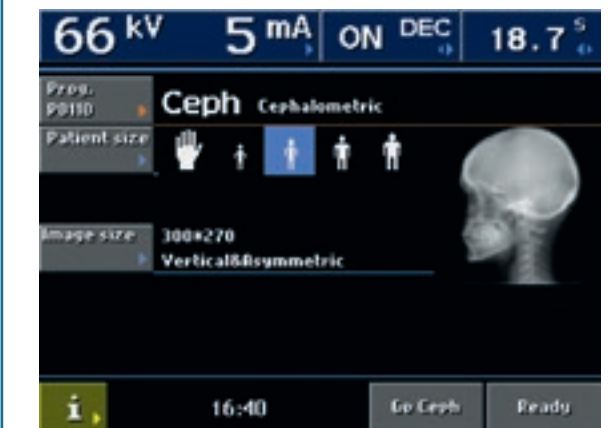 66 kV 5 mA ON DEC 18.7 s
Prog. P0110 Ceph Cephalometric
Patient size
Image size 300*270
Vertical&Asymmetric
i 16:40 Go Ceph Ready